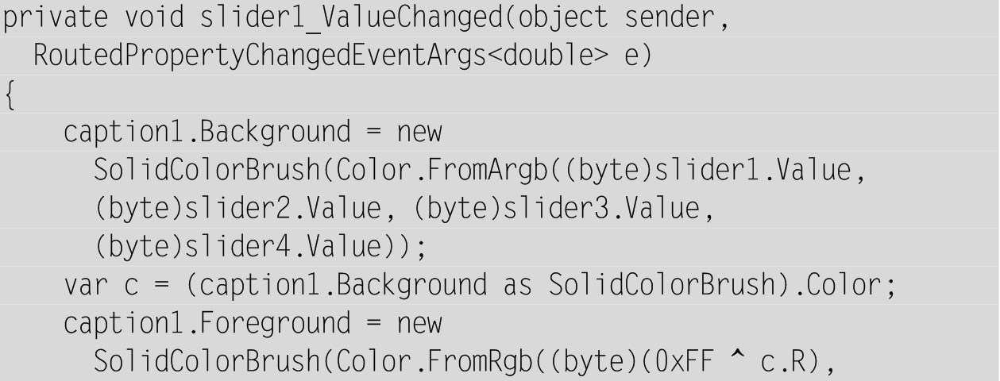 private void slider1_ValueChanged(object sender,
  RoutedPropertyChangedEventArgs<double> e)
{
    caption1.Background = new
      SolidColorBrush(Color.FromArgb((byte)slider1.Value,
      (byte)slider2.Value, (byte)slider3.Value,
      (byte)slider4.Value));
    var c = (caption1.Background as SolidColorBrush).Color;
    caption1.Foreground = new
      SolidColorBrush(Color.FromRgb((byte)(0xFF ^ c.R),